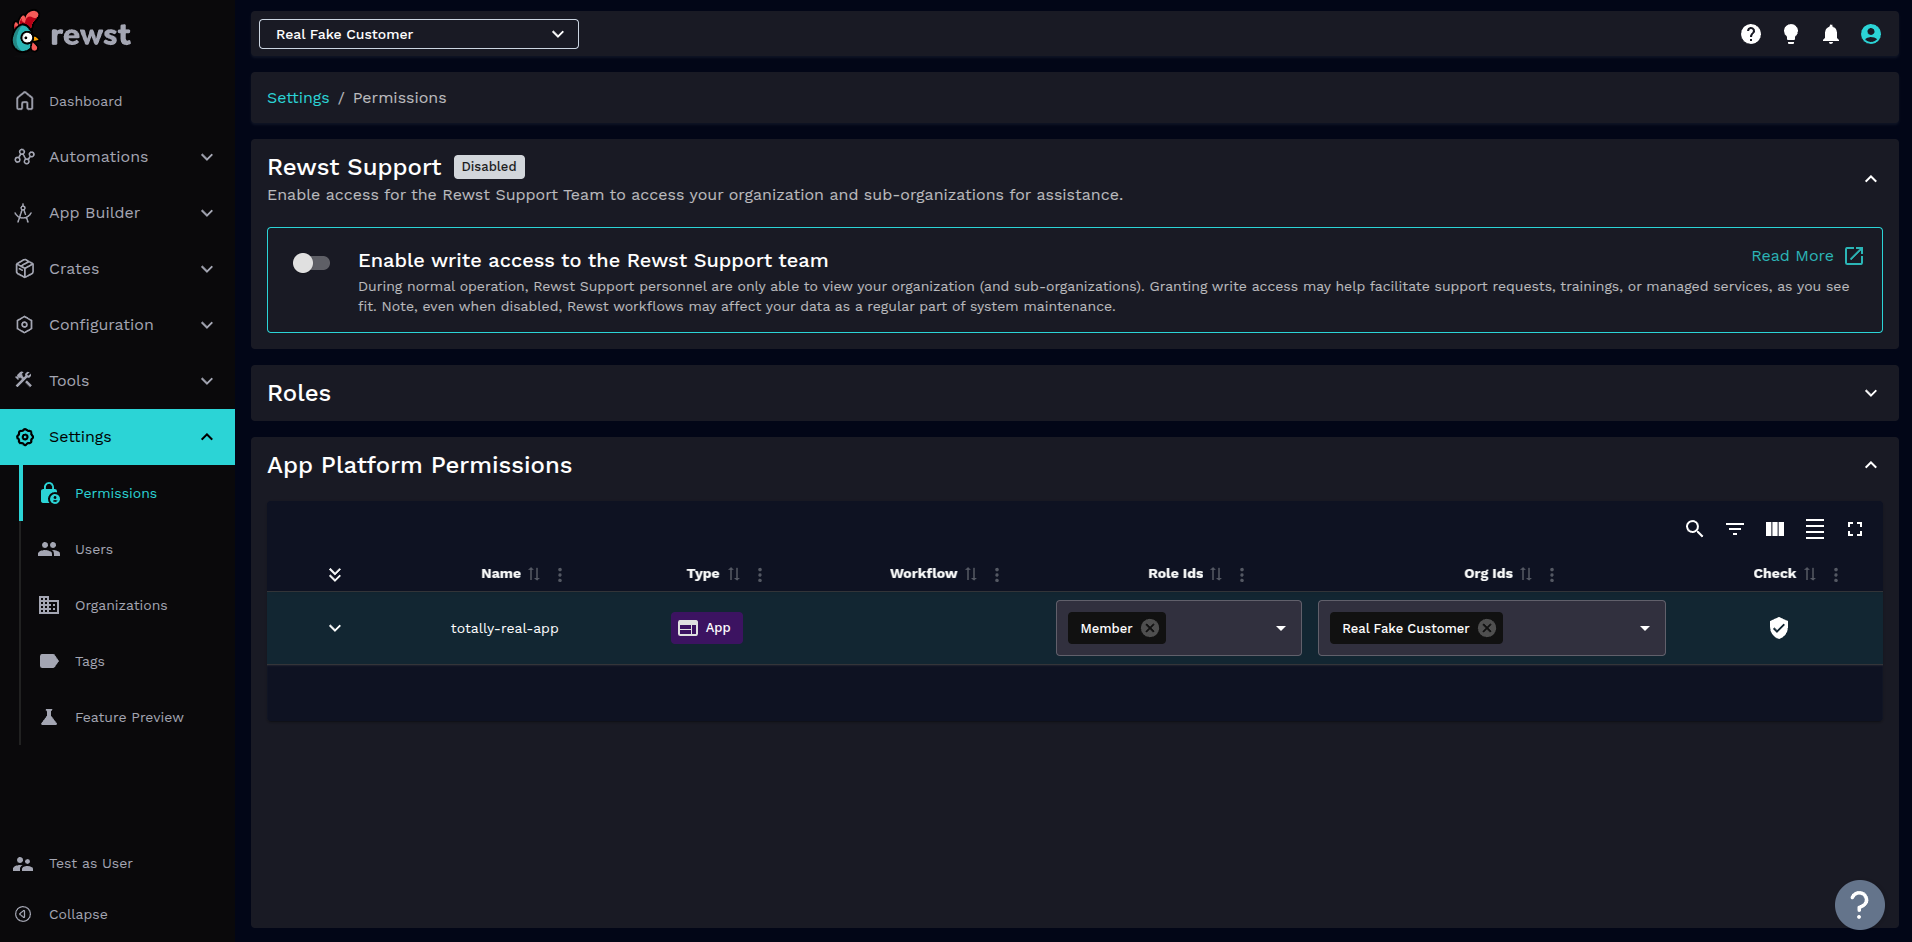 rewst
Real Fake Customer
Dashboard
Automations
App Builder
Crates
Configuration
Tools
Settings
Permissions
Users
Organizations
Tags
Feature Preview
Test as User
Collapse
Settings / Permissions
Rewst Support Disabled
Enable access for the Rewst Support Team to access your organization and sub-organizations for assistance.
Enable write access to the Rewst Support team
Read More
During normal operation, Rewst Support personnel are only able to view your organization (and sub-organizations). Granting write access may help facilitate support requests, trainings, or managed services, as you see
fit. Note, even when disabled, Rewst workflows may affect your data as a regular part of system maintenance.
Roles
App Platform Permissions
Name Type Workflow Role Ids Org Ids Check
totally-real-app App Member Real Fake Customer
?